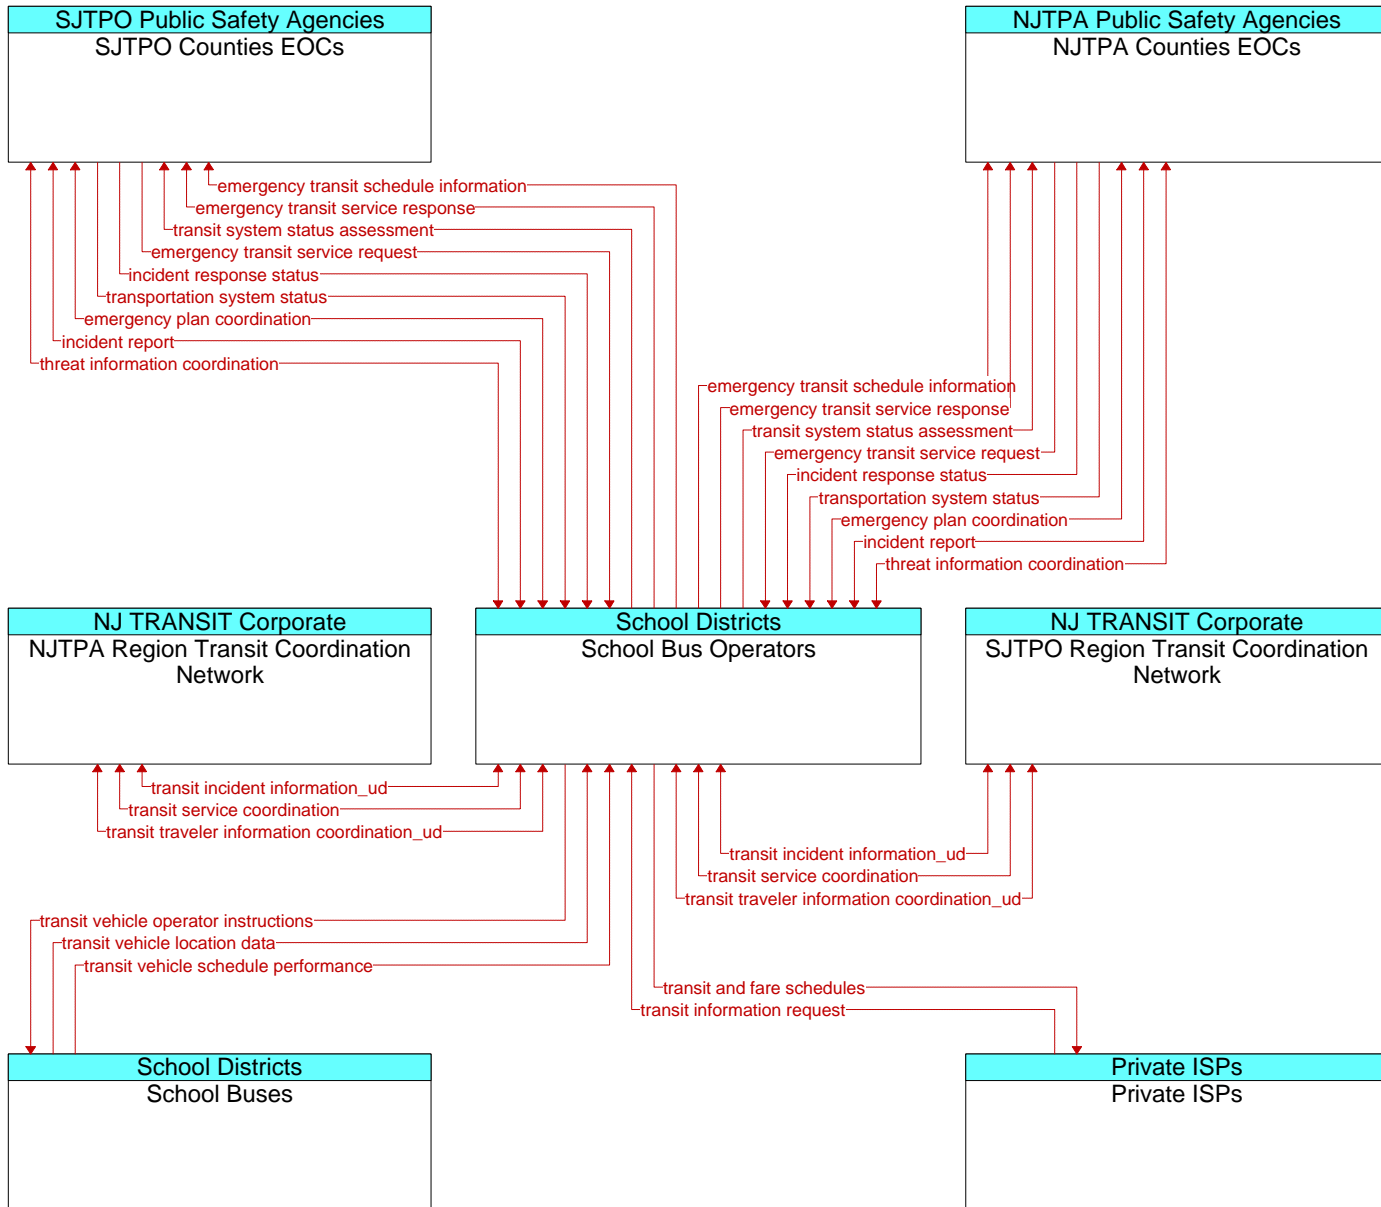 SJTPO Public Safety Agencies
SJTPO Counties EOCs
NJTPA Public Safety Agencies
NJTPA Counties EOCs
emergency transit schedule information
emergency transit service response
transit system status assessment
emergency transit service request
incident response status
transportation system status
emergency plan coordination
incident report
threat information coordination
emergency transit schedule information
emergency transit service response
transit system status assessment
emergency transit service request
incident response status
transportation system status
emergency plan coordination
incident report
threat information coordination
NJ TRANSIT Corporate
NJTPA Region Transit Coordination
Network
School Districts
School Bus Operators
NJ TRANSIT Corporate
SJTPO Region Transit Coordination
Network
transit incident information_ud
transit service coordination
transit traveler information coordination_ud
transit incident information_ud
transit service coordination
transit traveler information coordination_ud
transit vehicle operator instructions
transit vehicle location data
transit vehicle schedule performance
transit and fare schedules
transit information request
School Districts
School Buses
Private ISPs
Private ISPs